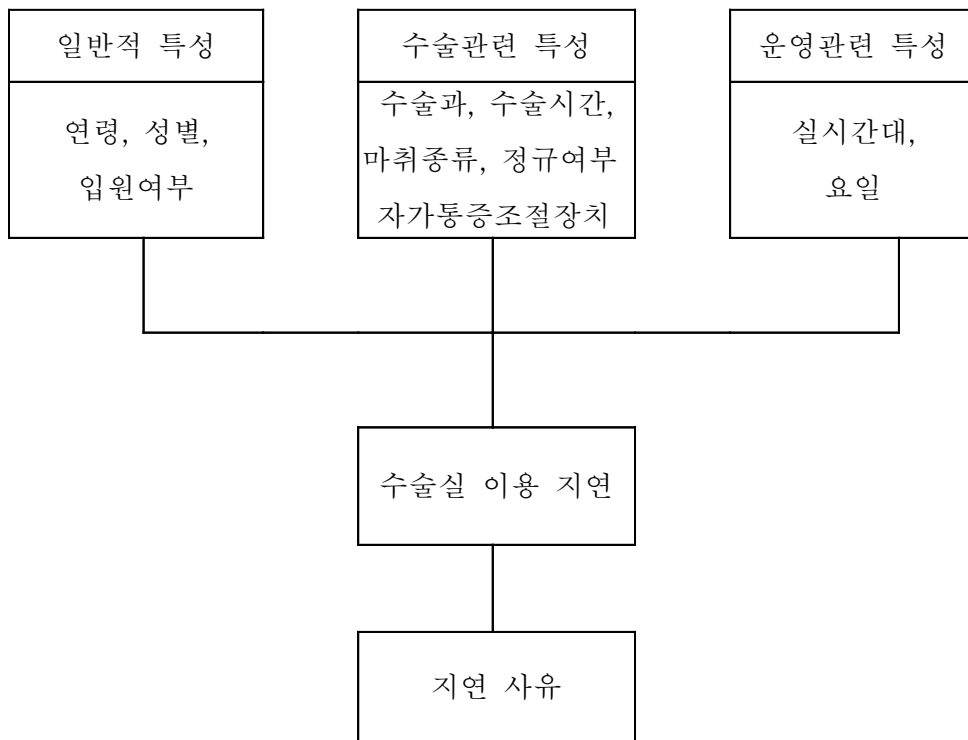 일반적 특성
연령, 성별,
입원여부
수술관련 특성
수술과, 수술시간,
마취종류, 정규여부
자가통증조절장치
운영관련 특성
실시간대,
요일
수술실 이용 지연
지연 사유